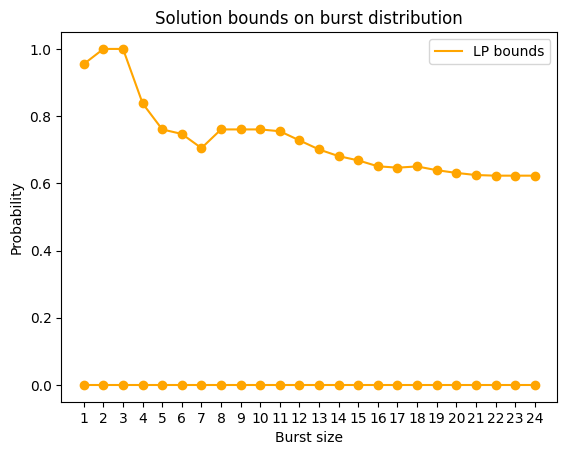 Solution bounds on burst distribution
LP bounds
Probability
1.0
0.8
0.6
0.4
0.2
0.0
1 2 3 4 5 6 7 8 9 10 11 12 13 14 15 16 17 18 19 20 21 22 23 24
Burst size